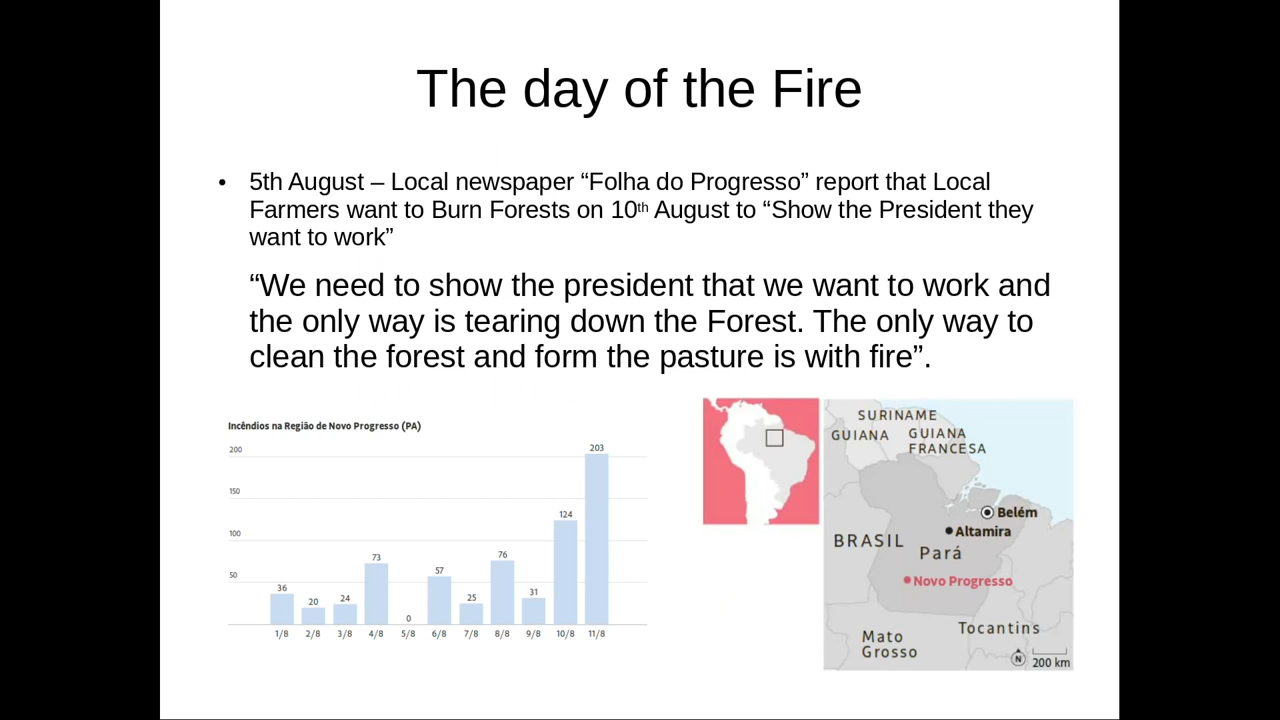 The day of the Fire
• 5th August – Local newspaper “Folha do Progresso” report that Local
Farmers want to Burn Forests on 10th August to “Show the President they
want to work”
“We need to show the president that we want to work and
the only way is tearing down the Forest. The only way to
clean the forest and form the pasture is with fire”.
Incêndios na Região de Novo Progresso (PA)
200
150
100
50
36
20
24
73
0
57
25
76
31
124
203
1/8 2/8 3/8 4/8 5/8 6/8 7/8 8/8 9/8 10/8 11/8
SURINAME
GUIANA
GUIANA
FRANCESA
Belém
Altamira
BRASIL
Pará
Novo Progresso
Tocantins
Mato
Grosso
N
200 km